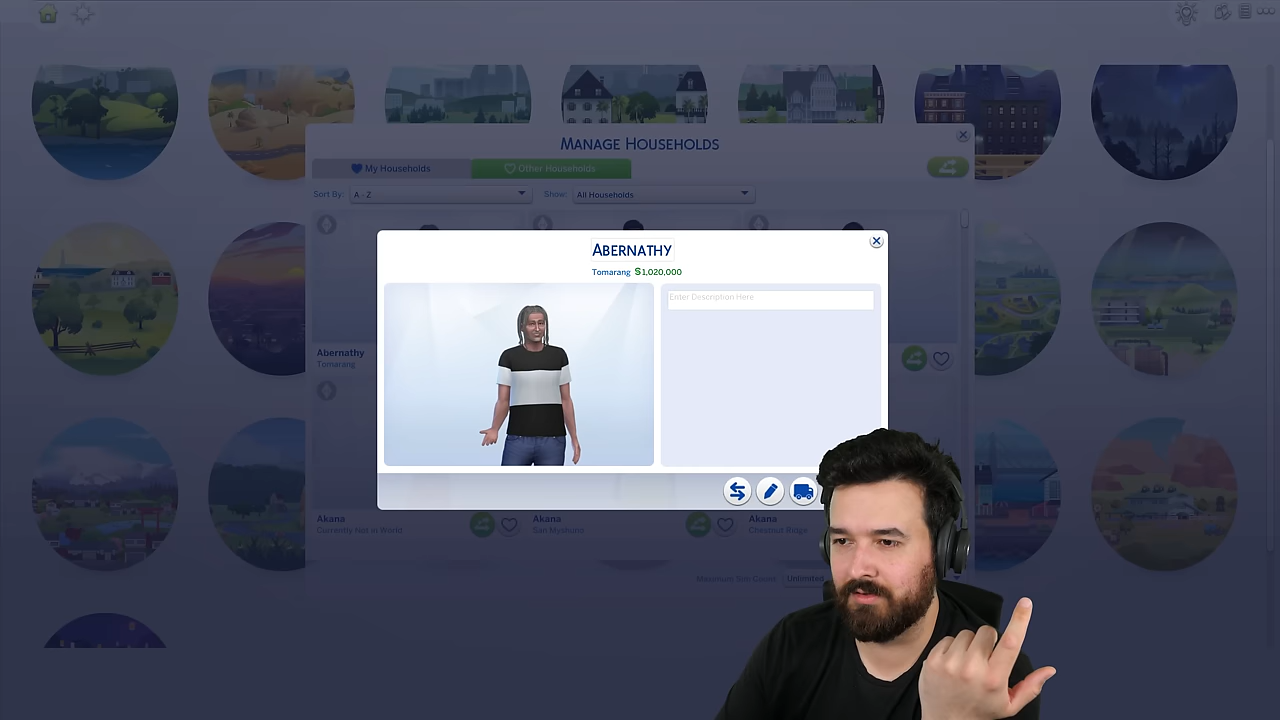 MANAGE HOUSEHOLDS
My Households
Other Households
Sort By: A - Z
Show: All Households
ABERNATHY
Tomarang §1,020,000
Enter Description Here
Abernathy
Tomarang
Akana
Currently Not in World
Akana
San Myshuno
Akana
Chestnut Ridge
Maximum Sim Count: Unlimited